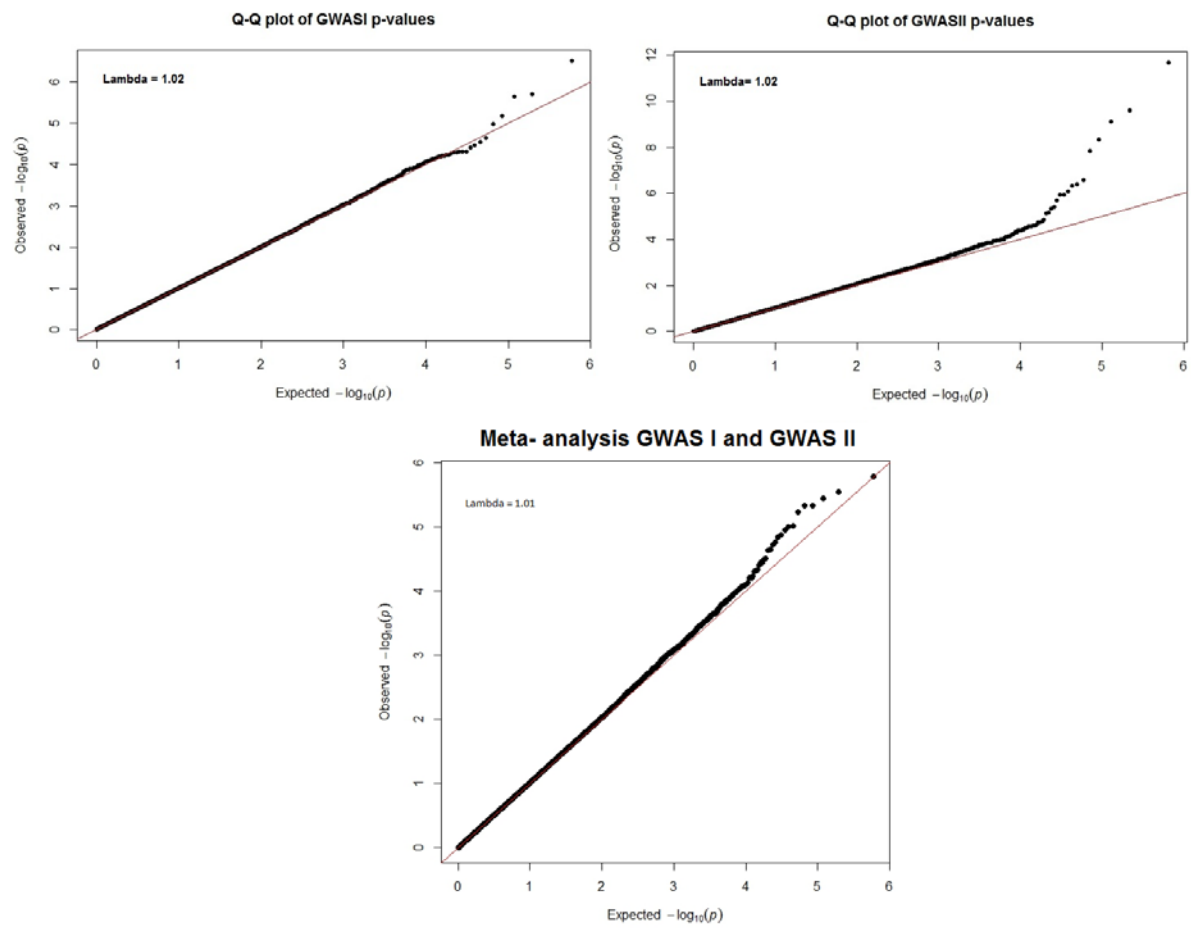 Q-Q plot of GWASI p-values
Lambda = 1.02
Observed −log₁₀(p)
6
5
4
3
2
1
0
0 1 2 3 4 5 6
Expected −log₁₀(p)
Q-Q plot of GWASII p-values
Lambda= 1.02
Observed −log₁₀(p)
12
10
8
6
4
2
0
0 1 2 3 4 5 6
Expected −log₁₀(p)
Meta- analysis GWAS I and GWAS II
Lambda = 1.01
Observed −log₁₀(p)
6
5
4
3
2
1
0
0 1 2 3 4 5 6
Expected −log₁₀(p)